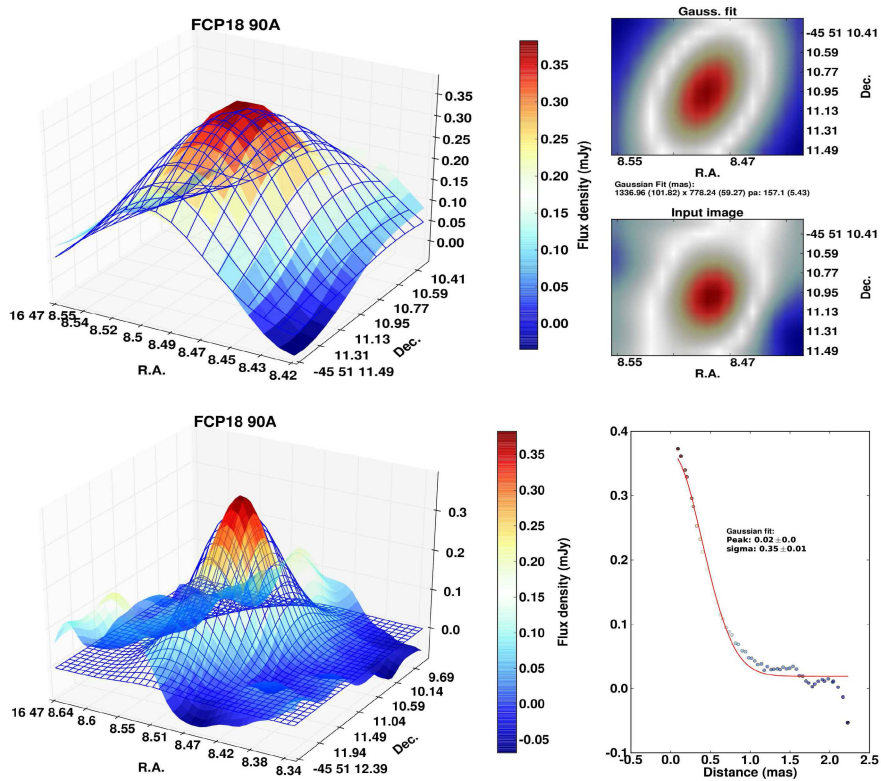 FCP18 90A
0.35
0.30
0.25
0.20
0.15
0.10
0.05
0.00
10.41
10.59
10.77
10.95
11.13
11.31
-45 51 11.49
Dec.
16 47 8.55
8.54
8.52
8.5
8.49
8.47
8.45
8.43
8.42
R.A.
0.35
0.30
0.25
0.20
0.15
0.10
0.05
0.00
Flux density (mJy)
Gauss. fit
-45 51 10.41
10.59
10.77
10.95
11.13
11.31
11.49
Dec.
8.55
8.47
R.A.
Gaussian Fit (mas):
1336.96 (101.82) x 778.24 (59.27) pa: 157.1 (5.43)
Input image
-45 51 10.41
10.59
10.77
10.95
11.13
11.31
11.49
Dec.
8.55
8.47
R.A.
FCP18 90A
0.3
0.2
0.1
0.0
9.69
10.14
10.59
11.04
11.49
11.94
-45 51 12.39
Dec.
16 47 8.64
8.6
8.55
8.51
8.47
8.42
8.38
8.34
R.A.
0.35
0.30
0.25
0.20
0.15
0.10
0.05
0.00
-0.05
Flux density (mJy)
0.4
0.3
0.2
0.1
0.0
-0.1
Gaussian fit:
Peak: 0.02±0.0
sigma: 0.35±0.01
-0.5 0.0 0.5 1.0 1.5 2.0 2.5
Distance (mas)